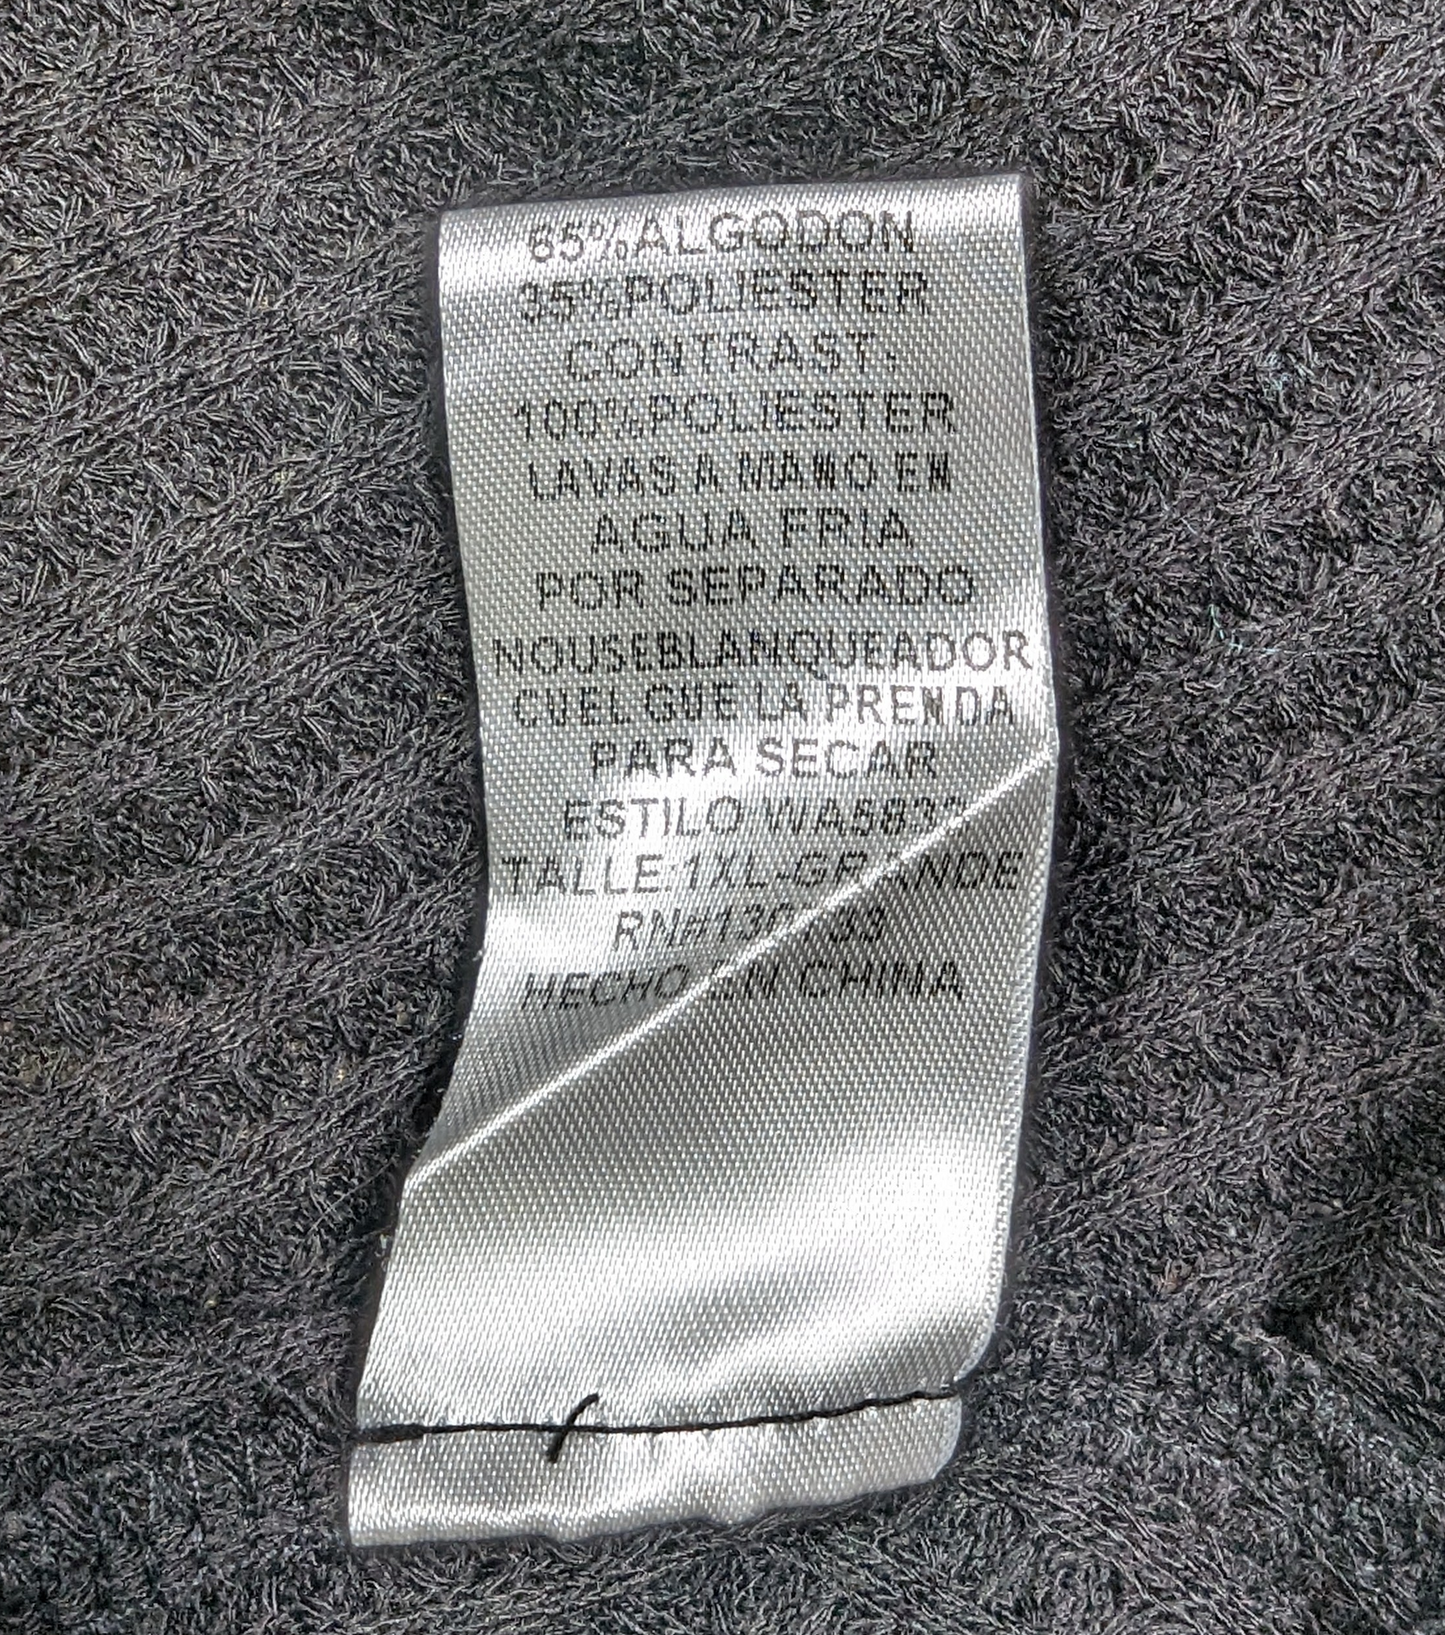 65%ALGODON
35%POLIESTER
CONTRAST:
100%POLIESTER
LAVAS A MANO EN
AGUA FRIA
POR SEPARADO
NOUSEBLANQUEADOR
CUELGUE LA PRENDA
PARA SECAR
ESTILO
TALLE:1XL-GRANDE
HECHO EN CHINA